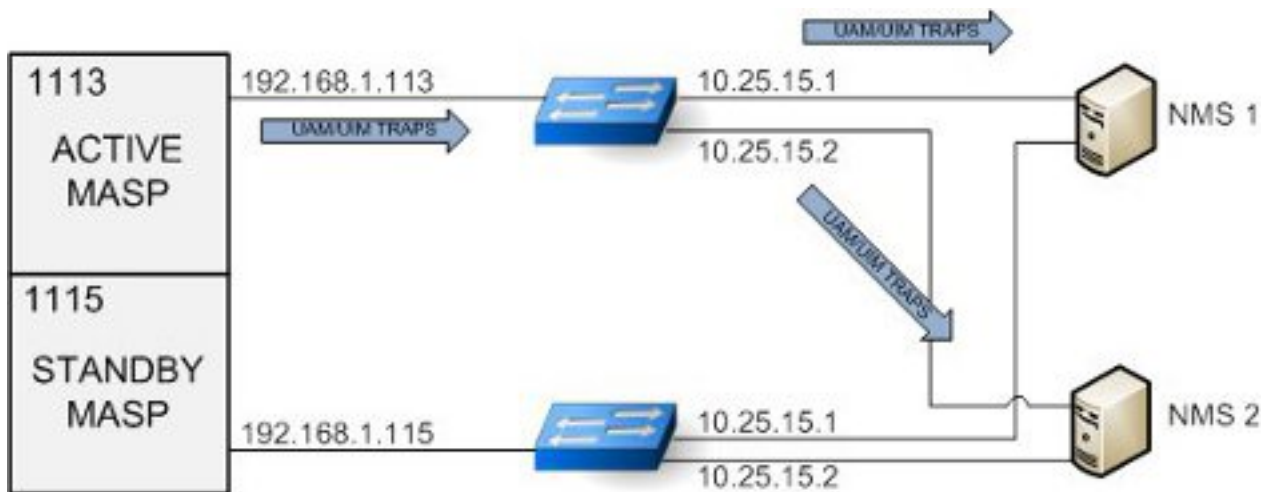 UAM/UIM TRAPS
1113
ACTIVE
MASP
192.168.1.113
UAM/UIM TRAPS
10.25.15.1
NMS 1
10.25.15.2
UAM/UIM TRAPS
1115
STANDBY
MASP
192.168.1.115
10.25.15.1
NMS 2
10.25.15.2